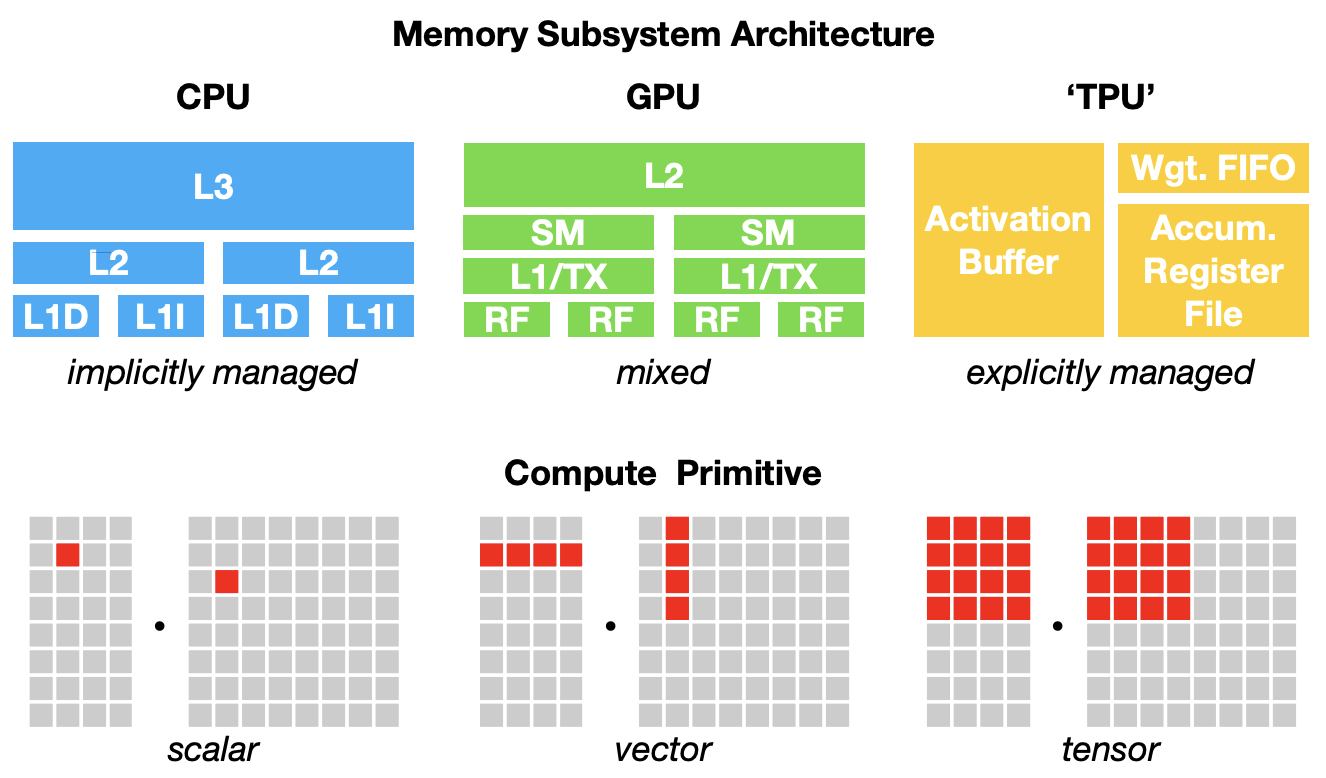 Memory Subsystem Architecture
CPU
GPU
‘TPU’
L3
L2
L2
L1D
L1I
L1D
L1I
implicitly managed
L2
SM
SM
L1/TX
L1/TX
RF
RF
RF
RF
mixed
Activation
Buffer
Wgt. FIFO
Accum.
Register
File
explicitly managed
Compute Primitive
scalar
vector
tensor